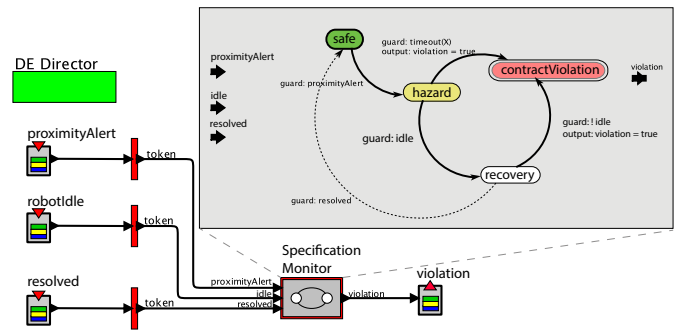 safe
guard: timeout(X)
output: violation = true
proximityAlert
contractViolation
violation
DE Director
guard: proximityAlert
hazard
idle
resolved
guard: ! idle
output: violation = true
guard: idle
proximityAlert
token
recovery
robotIdle
guard: resolved
token
Specification
Monitor
resolved
proximityAlert
violation
idle
violation
resolved
token